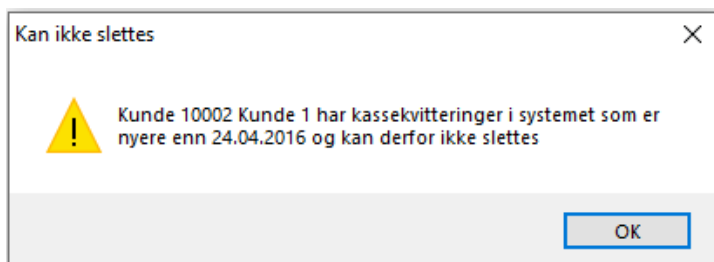 Kan ikke slettes
Kunde 10002 Kunde 1 har kassekvitteringer i systemet som er
nyere enn 24.04.2016 og kan derfor ikke slettes
OK